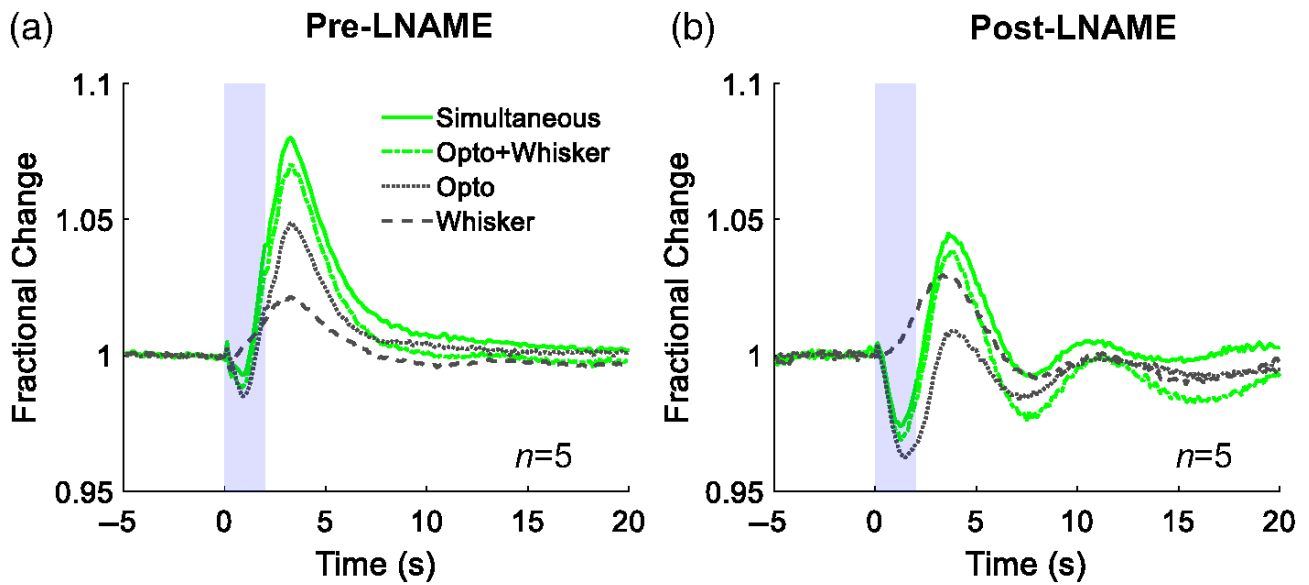 (a) Pre-LNAME
Fractional Change
1.1
1.05
1
0.95
Simultaneous
Opto+Whisker
Opto
Whisker
n=5
−5 0 5 10 15 20
Time (s)
(b) Post-LNAME
Fractional Change
1.1
1.05
1
0.95
n=5
−5 0 5 10 15 20
Time (s)